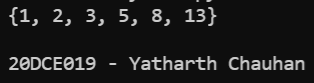 {1, 2, 3, 5, 8, 13}
20DCE019 - Yatharth Chauhan